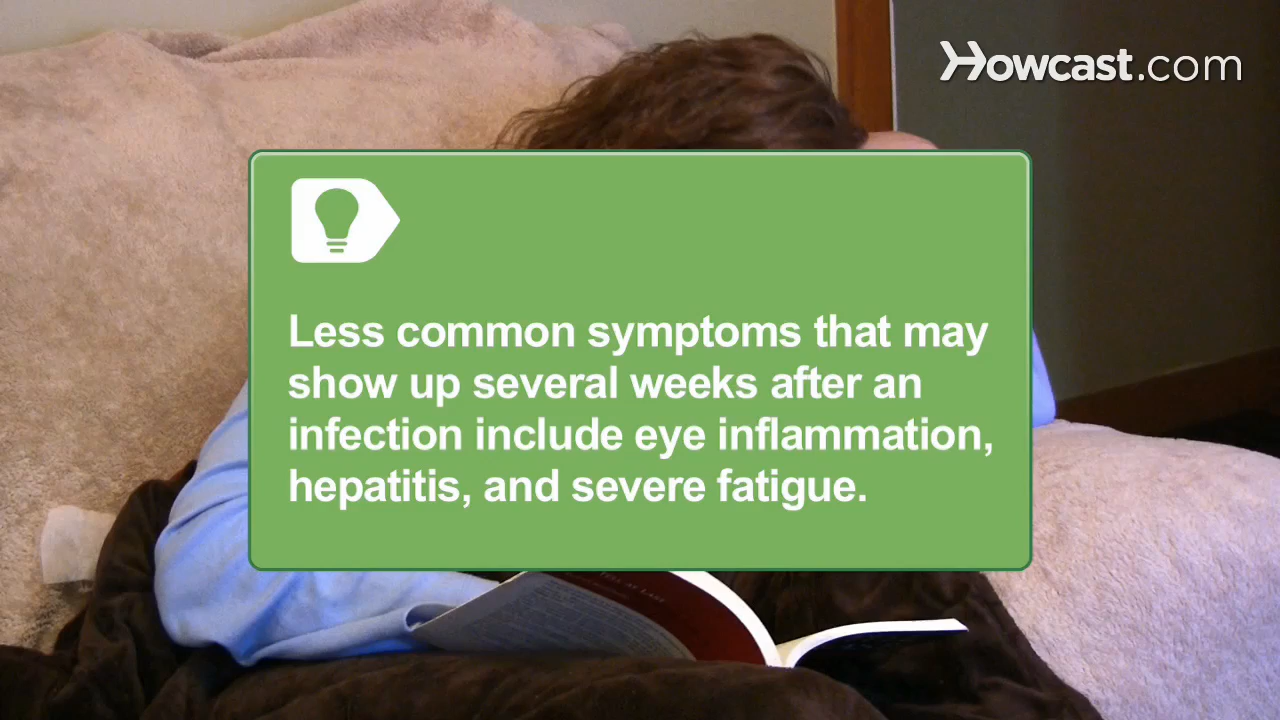 Howcast.com
Less common symptoms that may
show up several weeks after an
infection include eye inflammation,
hepatitis, and severe fatigue.